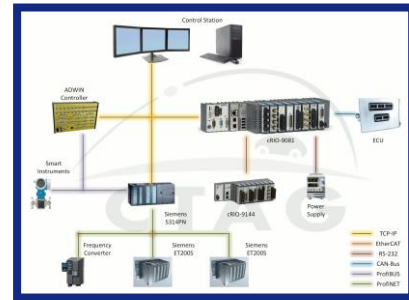 Control Station
ADWIN
Controller
cRIO-9081
ECU
Smart
Instruments
Siemens
S314PN
cRIO-9144
Power
Supply
Frequency
Converter
Siemens
ET200S
Siemens
ET200S
TCP-IP
EtherCAT
RS-232
CAN-Bus
ProfiBUS
ProfiNET
CTAG